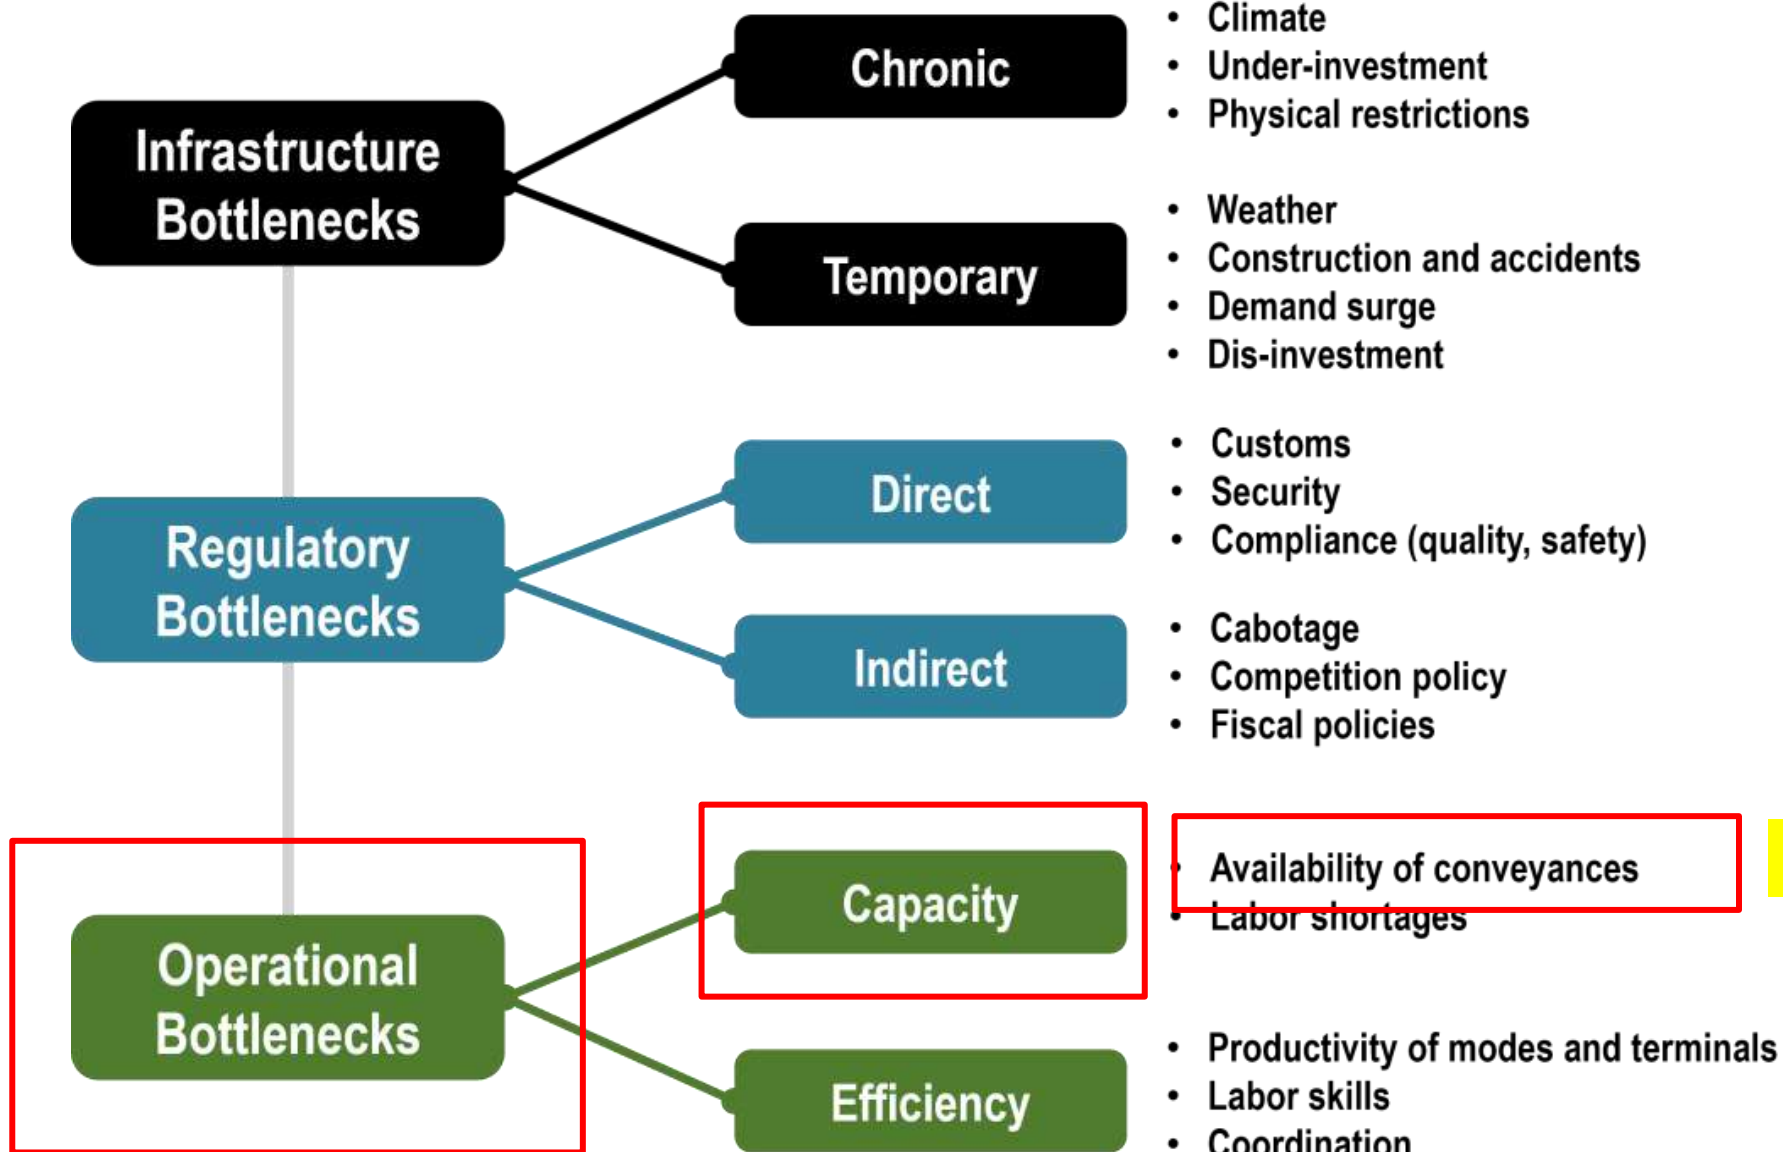 Infrastructure
Bottlenecks
Chronic
• Climate
• Under-investment
• Physical restrictions
Temporary
• Weather
• Construction and accidents
• Demand surge
• Dis-investment
Regulatory
Bottlenecks
Direct
• Customs
• Security
• Compliance (quality, safety)
Indirect
• Cabotage
• Competition policy
• Fiscal policies
Operational
Bottlenecks
Capacity
• Availability of conveyances
• Labor shortages
Efficiency
• Productivity of modes and terminals
• Labor skills
• Coordination